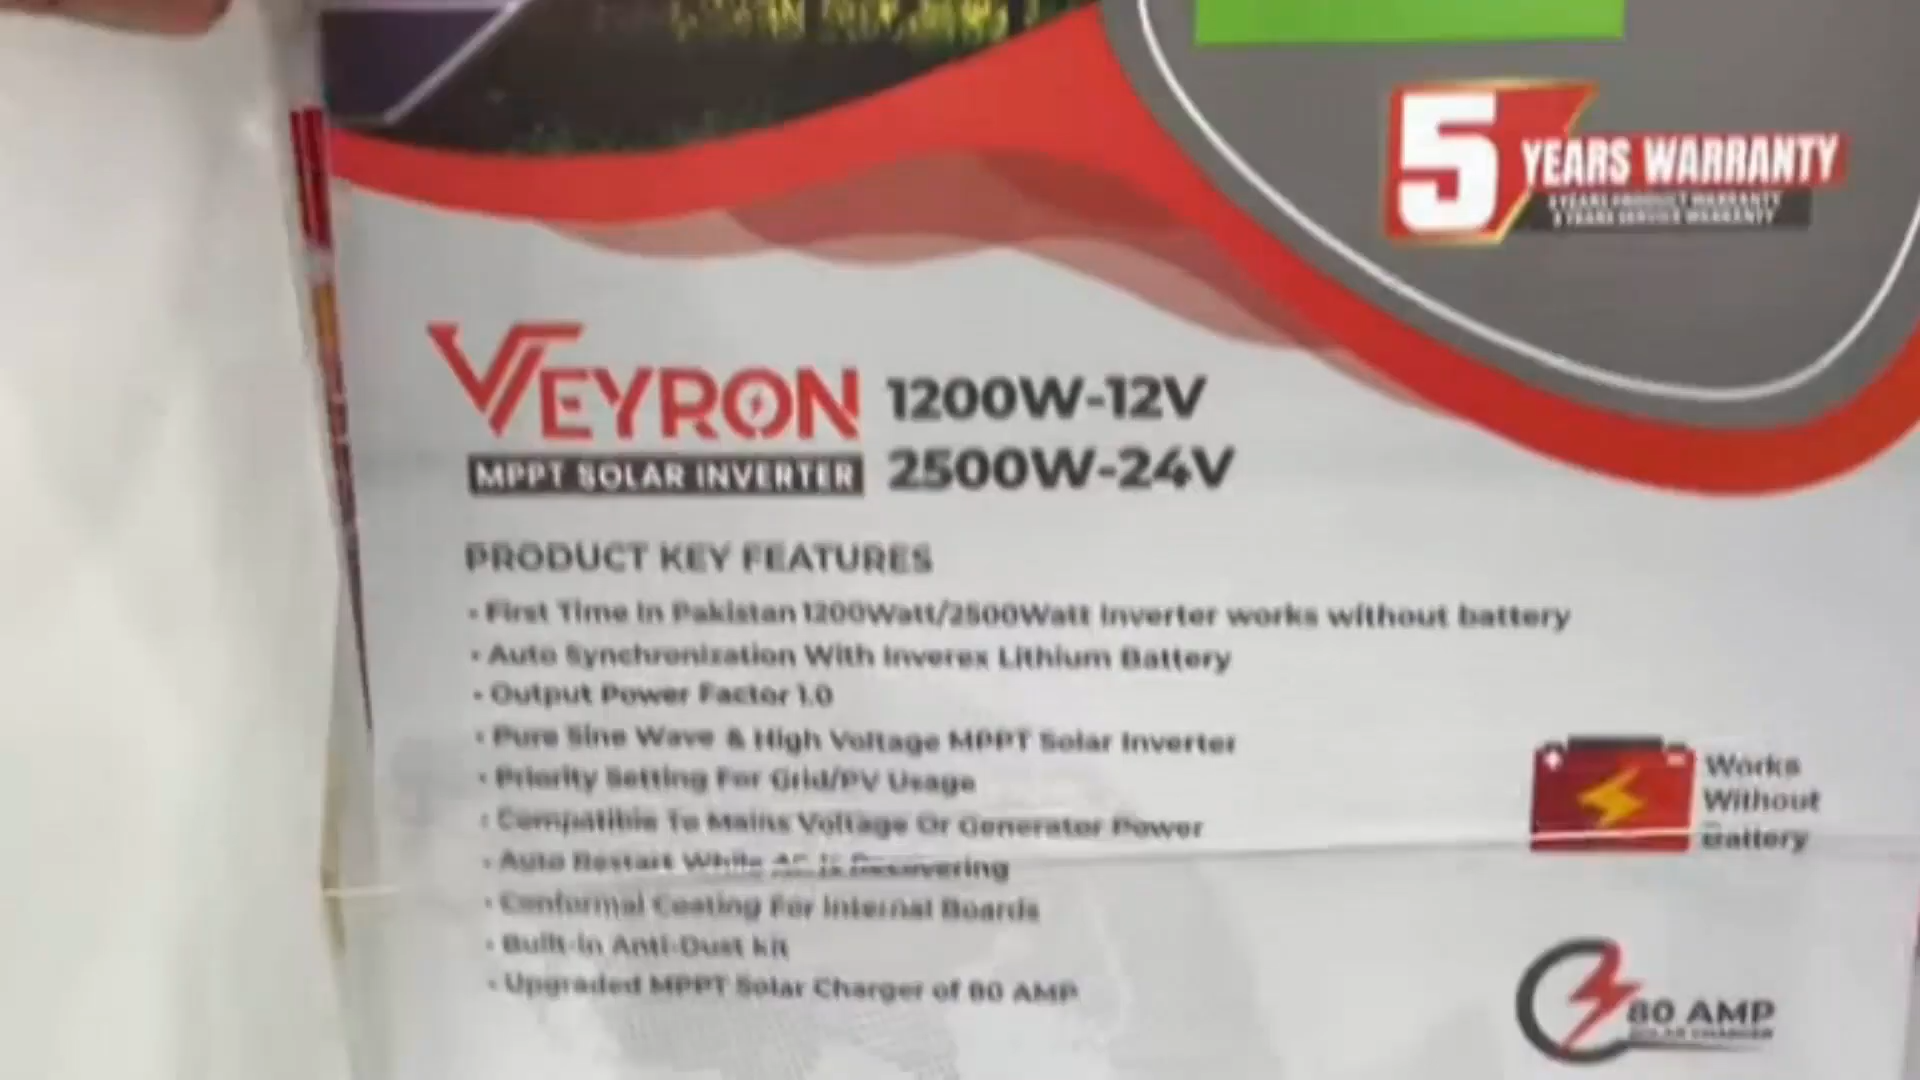 5 YEARS WARRANTY
VEYRON
MPPT SOLAR INVERTER
1200W-12V
2500W-24V
PRODUCT KEY FEATURES
• First Time In Pakistan 1200Watt/2500Watt Inverter works without battery
• Auto Synchronization With Inverex Lithium Battery
• Output Power Factor 1.0
• Pure Sine Wave & High Voltage MPPT Solar Inverter
• Priority Setting For Grid/PV Usage
• Compatible To Mains Voltage Or Generator Power
• Auto Restart While AC Is Recovering
• Conformal Coating For Internal Boards
• Built-in Anti-Dust kit
• Upgraded MPPT Solar Charger of 80 AMP
Works
Without
Battery
80 AMP
SOLAR CHARGER